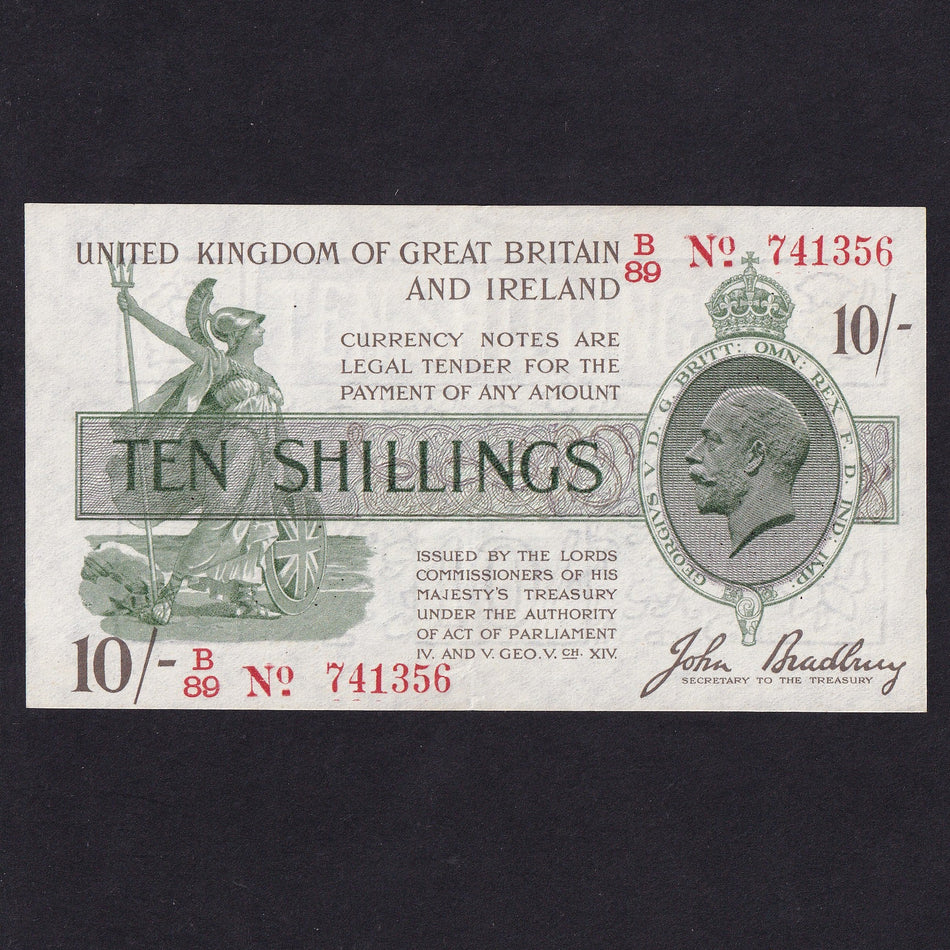 UNITED KINGDOM OF GREAT BRITAIN
AND IRELAND
B
89
No 741356
10/-
CURRENCY NOTES ARE
LEGAL TENDER FOR THE
PAYMENT OF ANY AMOUNT
TEN SHILLINGS
GEORGIVS V D. G. BRITT: OMN: REX F. D. IND: IMP:
ISSUED BY THE LORDS
COMMISSIONERS OF HIS
MAJESTY'S TREASURY
UNDER THE AUTHORITY
OF ACT OF PARLIAMENT
IV. AND V. GEO. V. CH. XIV.
John Bradbury
SECRETARY TO THE TREASURY
10/-
B
89
No 741356